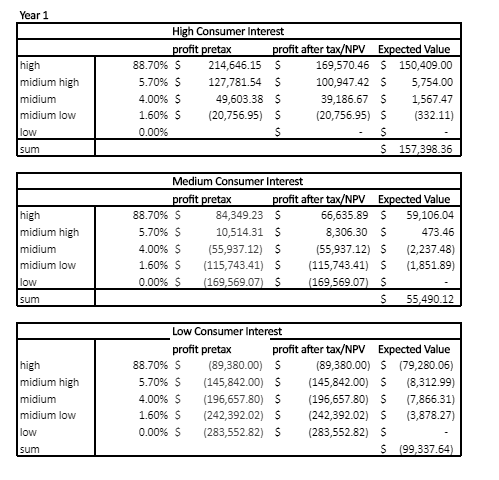 Year 1
High Consumer Interest
profit pretax profit after tax/NPV Expected Value
high 88.70% $ 214,646.15 $ 169,570.46 $ 150,409.00
midium high 5.70% $ 127,781.54 $ 100,947.42 $ 5,754.00
midium 4.00% $ 49,603.38 $ 39,186.67 $ 1,567.47
midium low 1.60% $ (20,756.95) $ (20,756.95) $ (332.11)
low 0.00% $ - $ -
sum $ 157,398.36
Medium Consumer Interest
profit pretax profit after tax/NPV Expected Value
high 88.70% $ 84,349.23 $ 66,635.89 $ 59,106.04
midium high 5.70% $ 10,514.31 $ 8,306.30 $ 473.46
midium 4.00% $ (55,937.12) $ (55,937.12) $ (2,237.48)
midium low 1.60% $ (115,743.41) $ (115,743.41) $ (1,851.89)
low 0.00% $ (169,569.07) $ (169,569.07) $ -
sum $ 55,490.12
Low Consumer Interest
profit pretax profit after tax/NPV Expected Value
high 88.70% $ (89,380.00) $ (89,380.00) $ (79,280.06)
midium high 5.70% $ (145,842.00) $ (145,842.00) $ (8,312.99)
midium 4.00% $ (196,657.80) $ (196,657.80) $ (7,866.31)
midium low 1.60% $ (242,392.02) $ (242,392.02) $ (3,878.27)
low 0.00% $ (283,552.82) $ (283,552.82) $ -
sum $ (99,337.64)